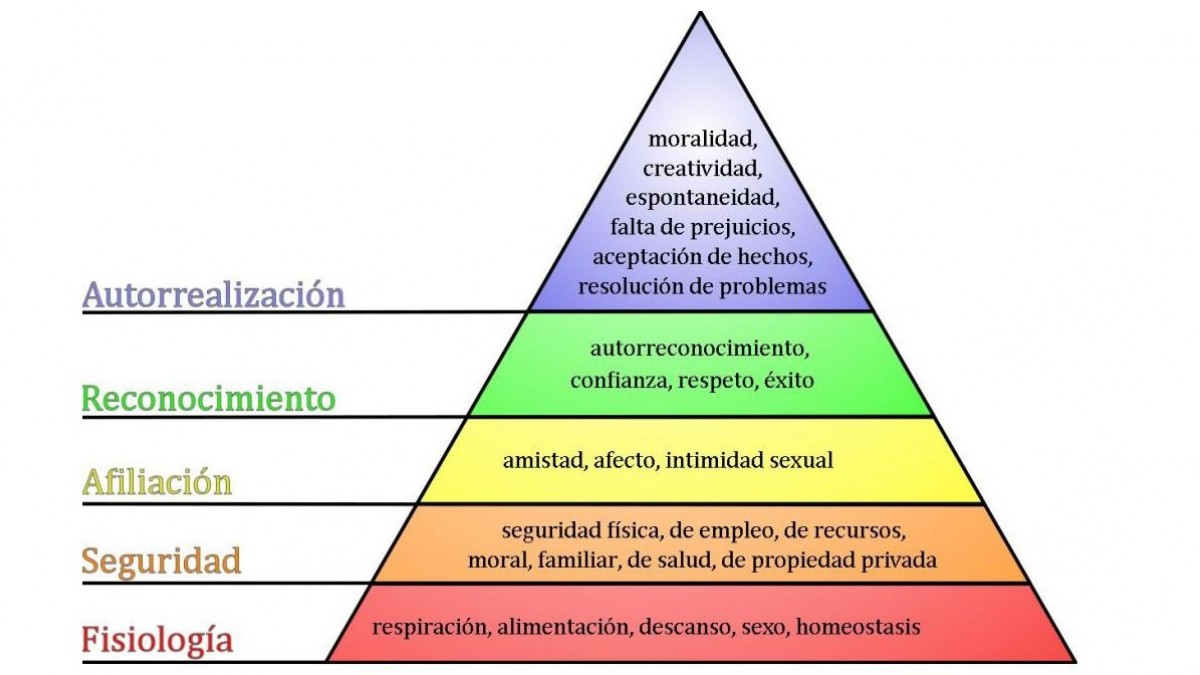 moralidad,
creatividad,
espontaneidad,
falta de prejuicios,
aceptación de hechos,
resolución de problemas
Autorrealización
autorreconocimiento,
confianza, respeto, éxito
Reconocimiento
amistad, afecto, intimidad sexual
Afiliación
seguridad física, de empleo, de recursos,
moral, familiar, de salud, de propiedad privada
Seguridad
respiración, alimentación, descanso, sexo, homeostasis
Fisiología